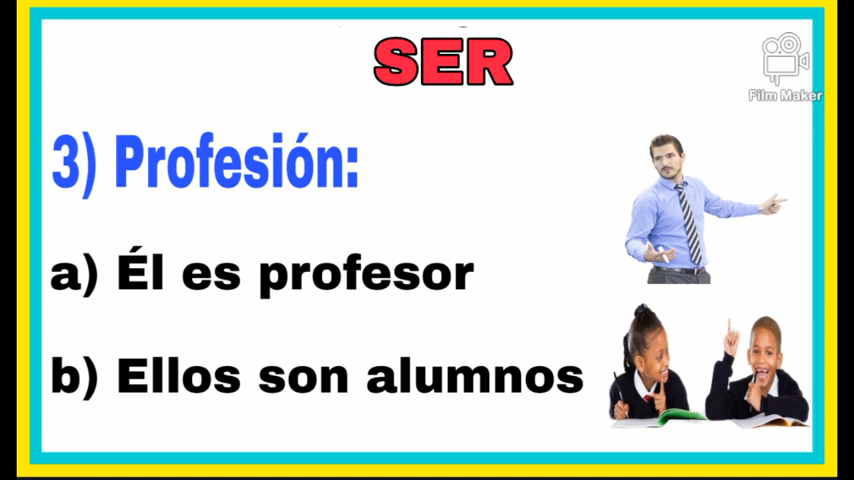 SER
Film Maker
3) Profesión:
a) Él es profesor
b) Ellos son alumnos